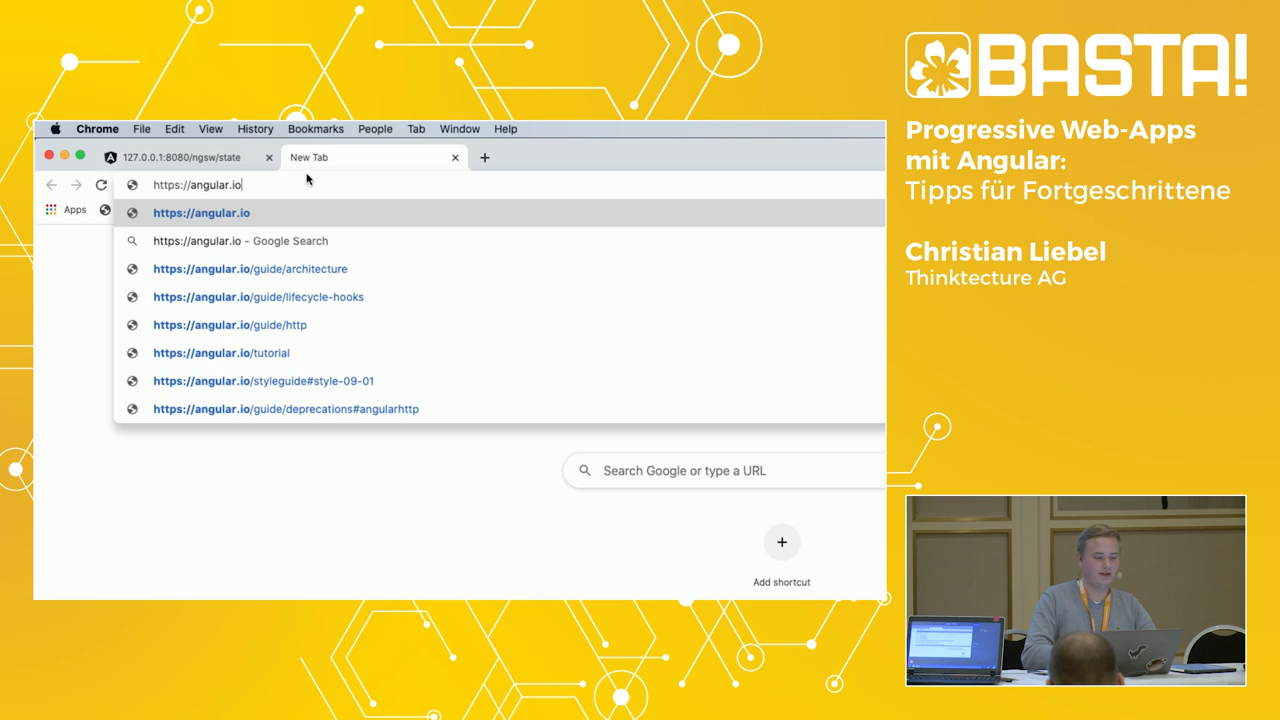 BASTA!
Progressive Web-Apps
mit Angular:
Tipps für Fortgeschrittene
Christian Liebel
Thinktecture AG
Chrome File Edit View History Bookmarks People Tab Window Help
127.0.0.1:8080/ngsw/state New Tab
https://angular.io
Apps
https://angular.io
https://angular.io - Google Search
https://angular.io/guide/architecture
https://angular.io/guide/lifecycle-hooks
https://angular.io/guide/http
https://angular.io/tutorial
https://angular.io/styleguide#style-09-01
https://angular.io/guide/deprecations#angularhttp
Search Google or type a URL
Add shortcut